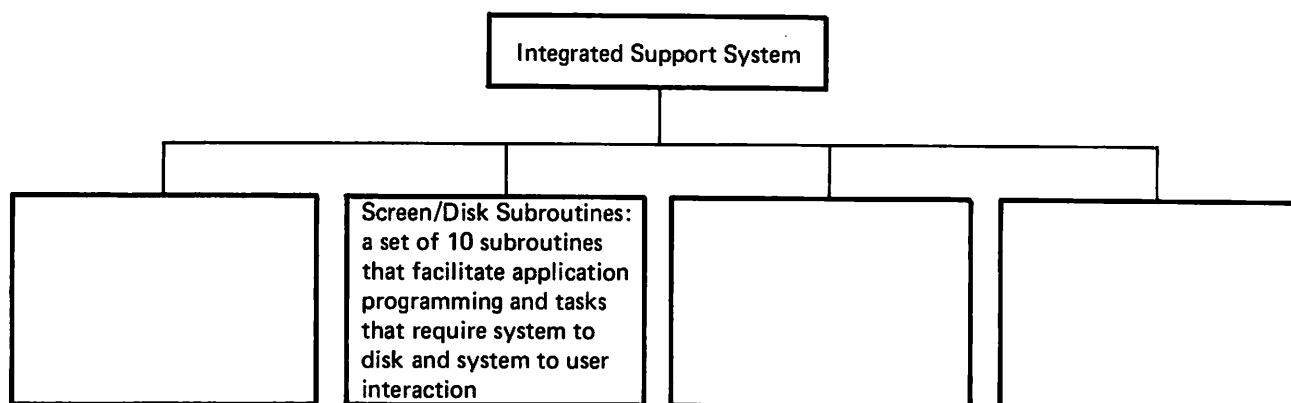 Integrated Support System
Screen/Disk Subroutines:
a set of 10 subroutines
that facilitate application
programming and tasks
that require system to
disk and system to user
interaction